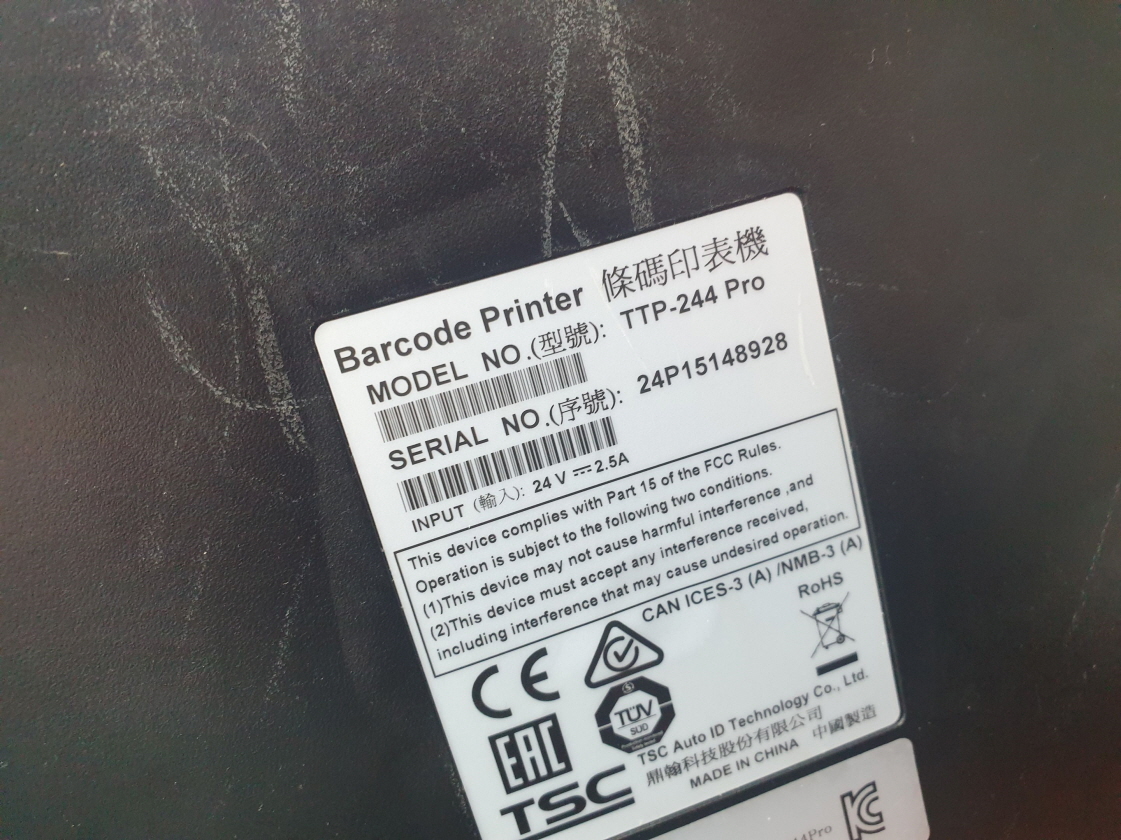 Barcode Printer 條碼印表機
MODEL NO.(型號): TTP-244 Pro
SERIAL NO.(序號): 24P15148928
INPUT (輸入): 24 V ⎓ 2.5A
This device complies with Part 15 of the FCC Rules.
Operation is subject to the following two conditions.
(1)This device may not cause harmful interference ,and
(2)This device must accept any interference received,
including interference that may cause undesired operation.
CAN ICES-3 (A) /NMB-3 (A)
RoHS
CE
TÜV
SÜD
EAC
TSC
TSC Auto ID Technology Co., Ltd.
鼎翰科技股份有限公司
MADE IN CHINA 中國製造
4Pro